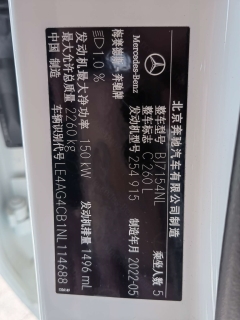 Mercedes-Benz
北京奔驰汽车有限公司制造
梅赛德斯-奔驰牌
整车型号 BJ7154NL
乘坐人数 5
1.0 %
整车标志 C 260 L
发动机型号 254 915
制造年月 2022-05
发动机最大净功率 150 kW
发动机排量 1496 mL
最大允许总质量 2260 kg
车辆识别代号 LE4AG4CB1NL114688
中国 制造